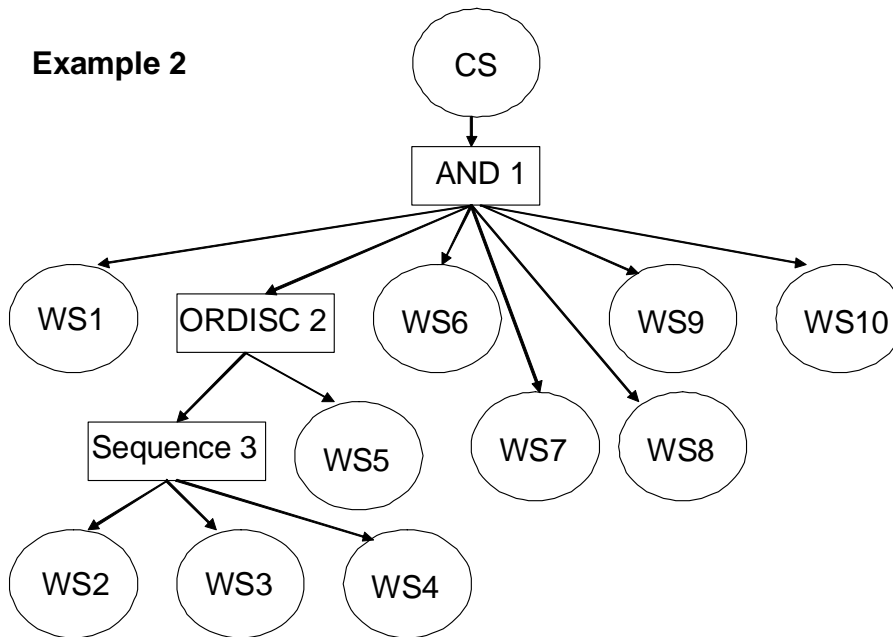 Example 2
CS
AND 1
WS1
ORDISC 2
WS6
WS9
WS10
Sequence 3
WS5
WS7
WS8
WS2
WS3
WS4